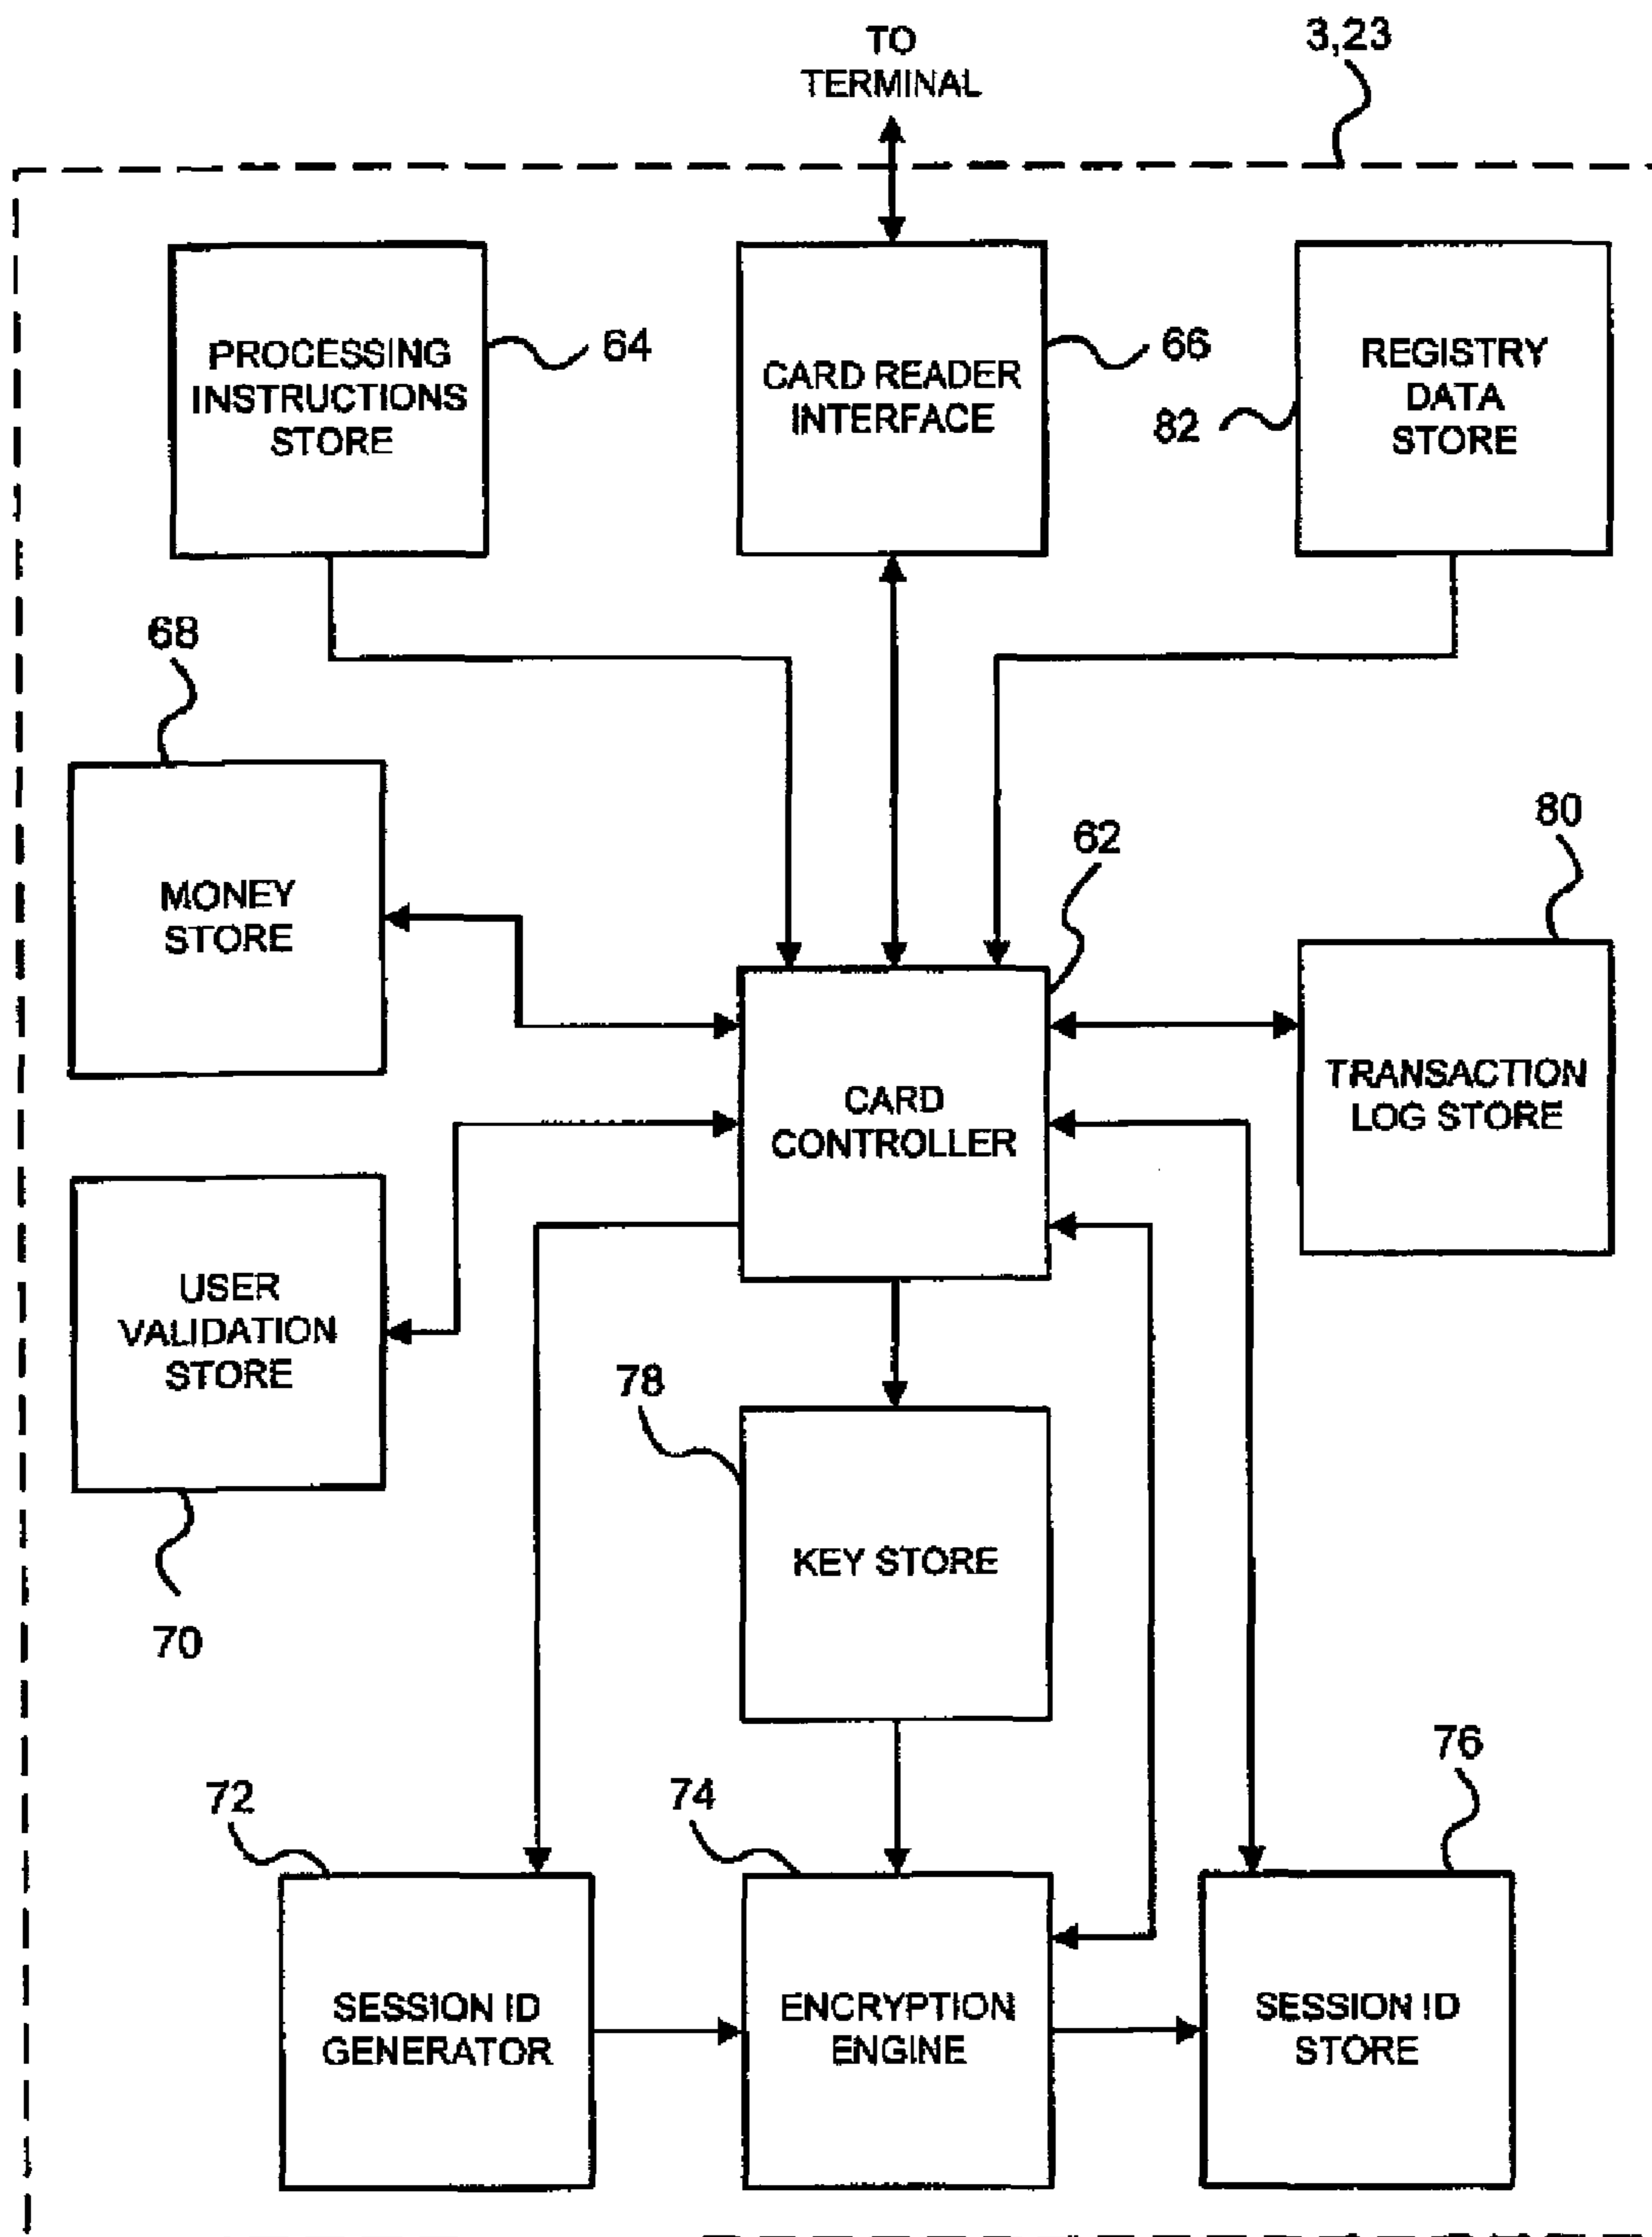 TO
TERMINAL
3,23
PROCESSING
INSTRUCTIONS
STORE
64
CARD READER
INTERFACE
66
82
REGISTRY
DATA
STORE
68
MONEY
STORE
62
80
CARD
CONTROLLER
TRANSACTION
LOG STORE
USER
VALIDATION
STORE
70
78
KEY STORE
72
74
76
SESSION ID
GENERATOR
ENCRYPTION
ENGINE
SESSION ID
STORE